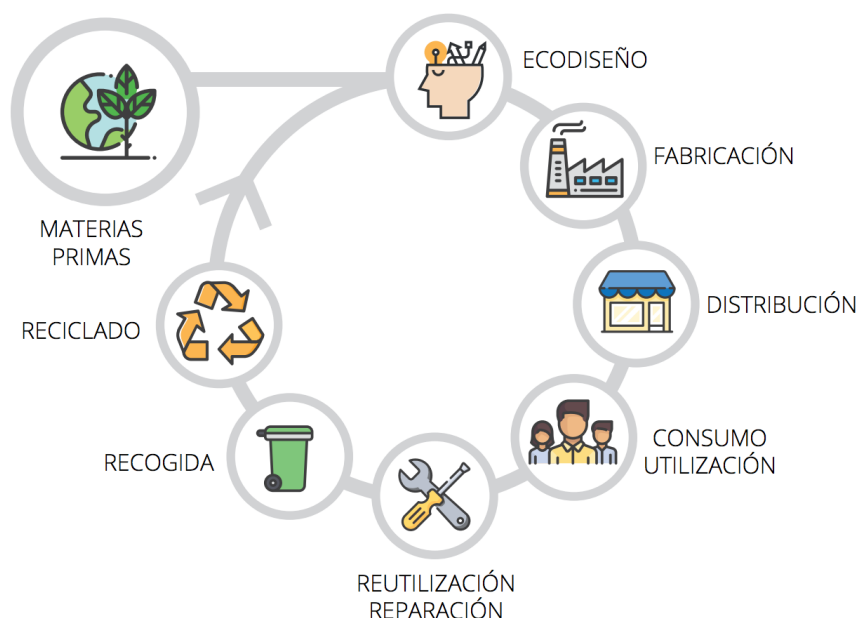 ECODISEÑO
FABRICACIÓN
DISTRIBUCIÓN
CONSUMO
UTILIZACIÓN
REUTILIZACIÓN
REPARACIÓN
RECOGIDA
RECICLADO
MATERIAS
PRIMAS